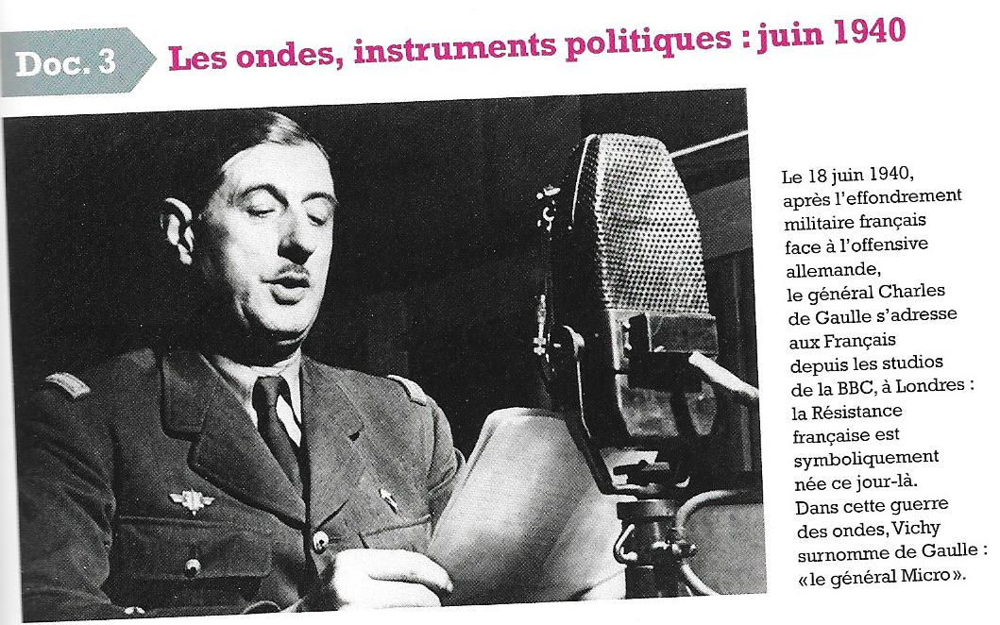 Doc. 3
Les ondes, instruments politiques : juin 1940
Le 18 juin 1940,
après l'effondrement
militaire français
face à l'offensive
allemande,
le général Charles
de Gaulle s'adresse
aux Français
depuis les studios
de la BBC, à Londres :
la Résistance
française est
symboliquement
née ce jour-là.
Dans cette guerre
des ondes, Vichy
surnomme de Gaulle :
«le général Micro».